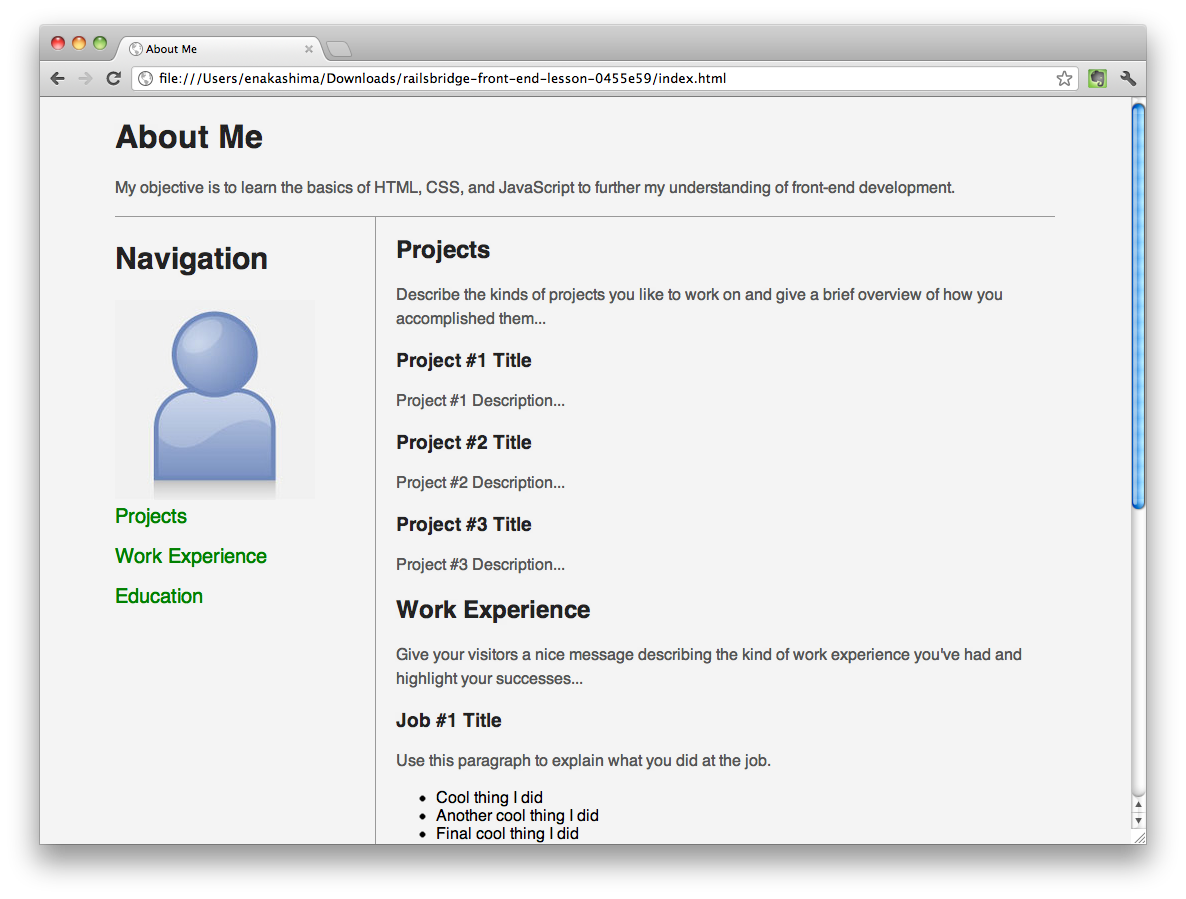 About Me
file:///Users/enakashima/Downloads/railsbridge-front-end-lesson-0455e59/index.html
About Me
My objective is to learn the basics of HTML, CSS, and JavaScript to further my understanding of front-end development.
Navigation
Projects
Work Experience
Education
Projects
Describe the kinds of projects you like to work on and give a brief overview of how you
accomplished them...
Project #1 Title
Project #1 Description...
Project #2 Title
Project #2 Description...
Project #3 Title
Project #3 Description...
Work Experience
Give your visitors a nice message describing the kind of work experience you've had and
highlight your successes...
Job #1 Title
Use this paragraph to explain what you did at the job.
Cool thing I did
Another cool thing I did
Final cool thing I did